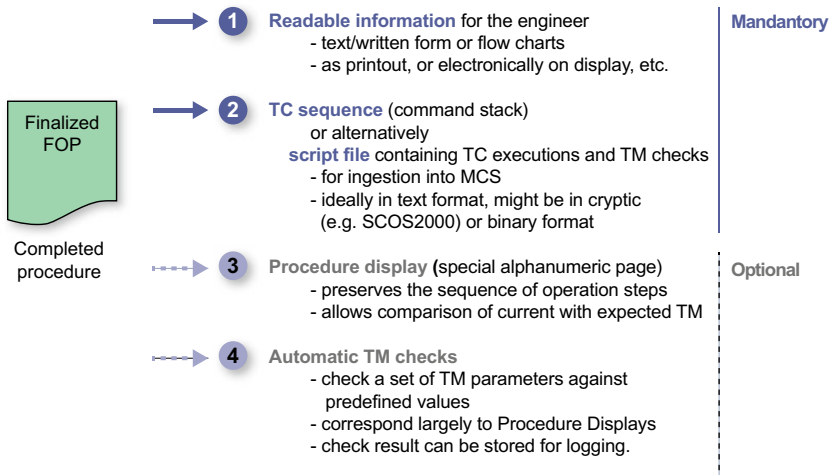 1 Readable information for the engineer
- text/written form or flow charts
- as printout, or electronically on display, etc.
Mandantory
Finalized
FOP
Completed
procedure
2 TC sequence (command stack)
or alternatively
script file containing TC executions and TM checks
- for ingestion into MCS
- ideally in text format, might be in cryptic
(e.g. SCOS2000) or binary format
3 Procedure display (special alphanumeric page)
- preserves the sequence of operation steps
- allows comparison of current with expected TM
Optional
4 Automatic TM checks
- check a set of TM parameters against
predefined values
- correspond largely to Procedure Displays
- check result can be stored for logging.